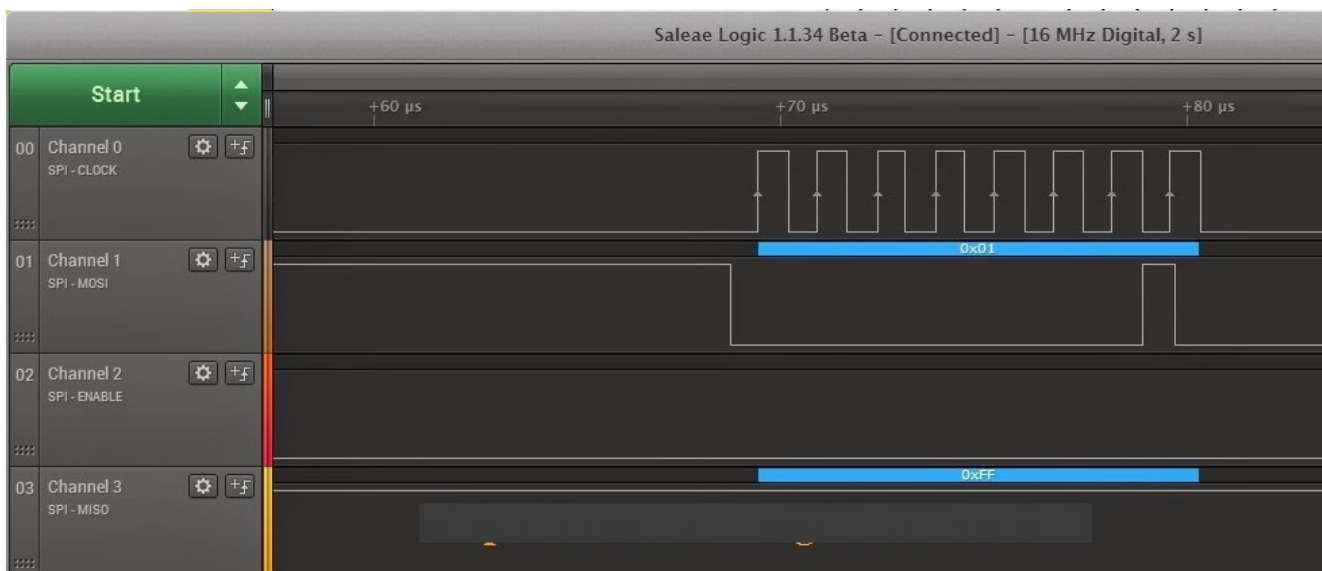 Saleae Logic 1.1.34 Beta - [Connected] - [16 MHz Digital, 2 s]
Start
+60 µs
+70 µs
+80 µs
00 Channel 0
SPI - CLOCK
0x01
01 Channel 1
SPI - MOSI
02 Channel 2
SPI - ENABLE
0xFF
03 Channel 3
SPI - MISO